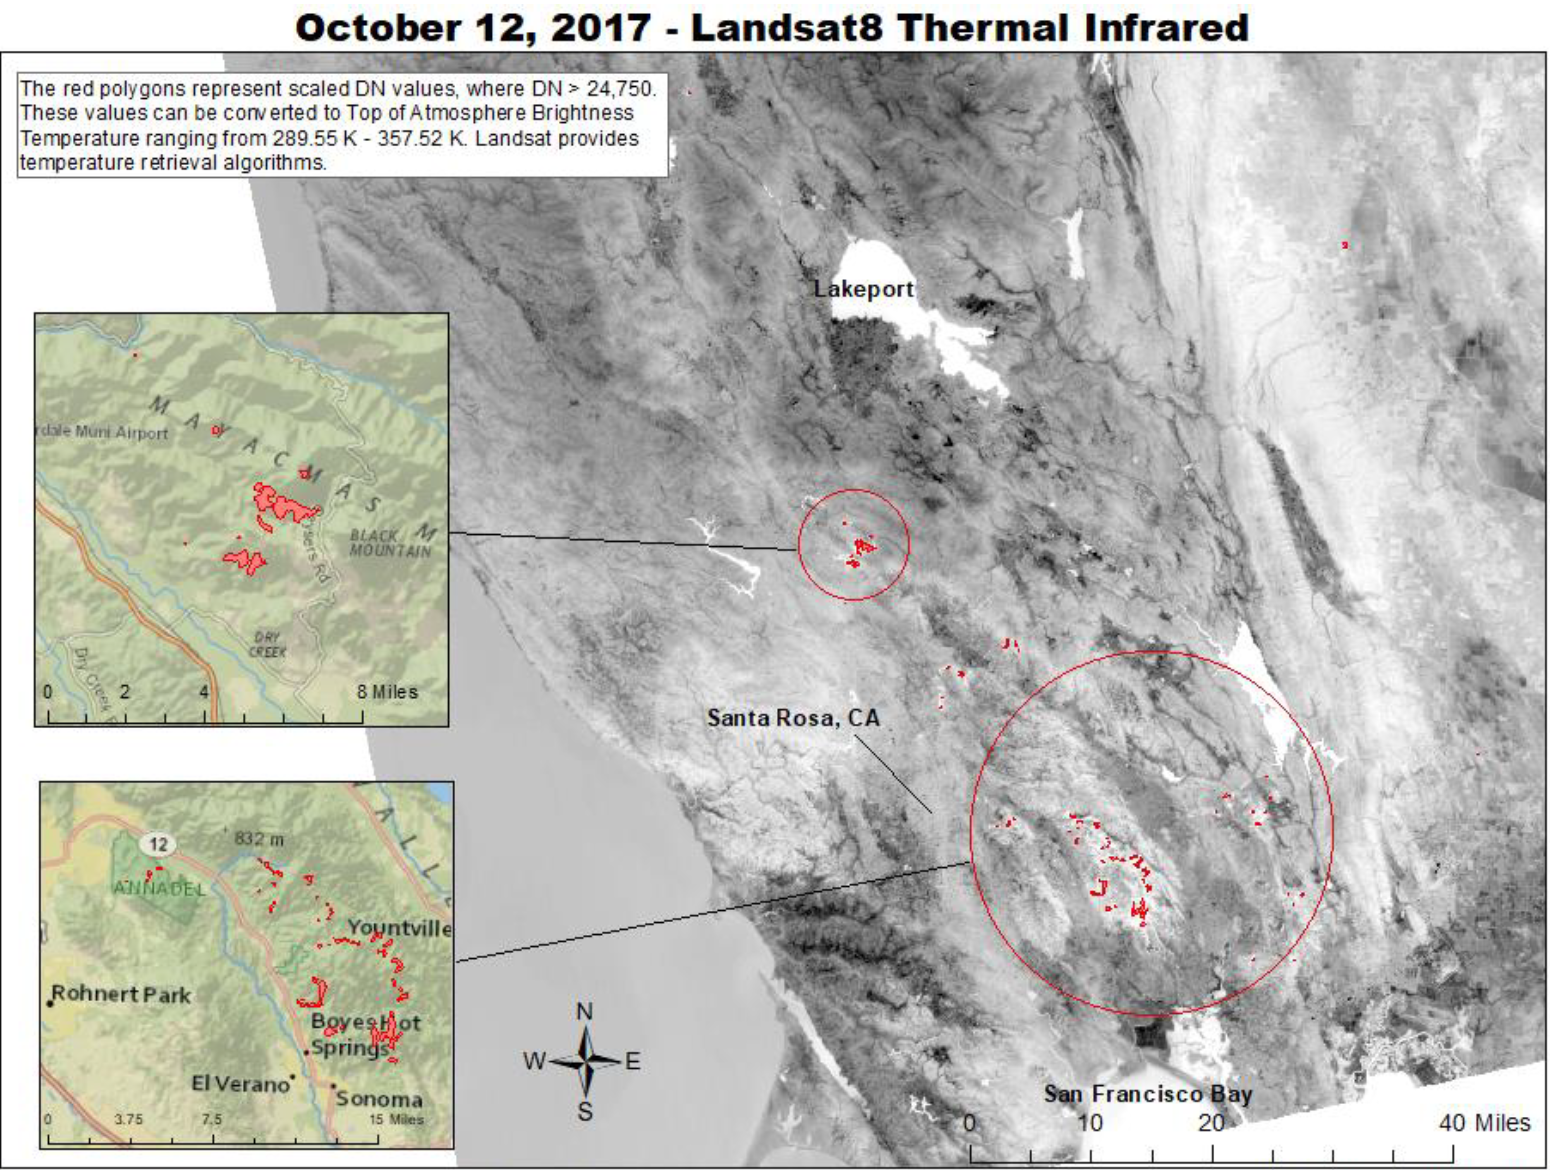 October 12, 2017 - Landsat8 Thermal Infrared
The red polygons represent scaled DN values, where DN > 24,750.
These values can be converted to Top of Atmosphere Brightness
Temperature ranging from 289.55 K - 357.52 K. Landsat provides
temperature retrieval algorithms.
Lakeport
rdale Muni Airport
M A Y A C M A S M
BLACK
MOUNTAIN
DRY
CREEK
Dry Creek
0 2 4 8 Miles
Santa Rosa, CA
12
832 m
ANNADEL
A L L
Yountville
Rohnert Park
Boyes Hot
Springs
El Verano
Sonoma
0 3.75 7.5 15 Miles
N
W E
S
San Francisco Bay
0 10 20 40 Miles